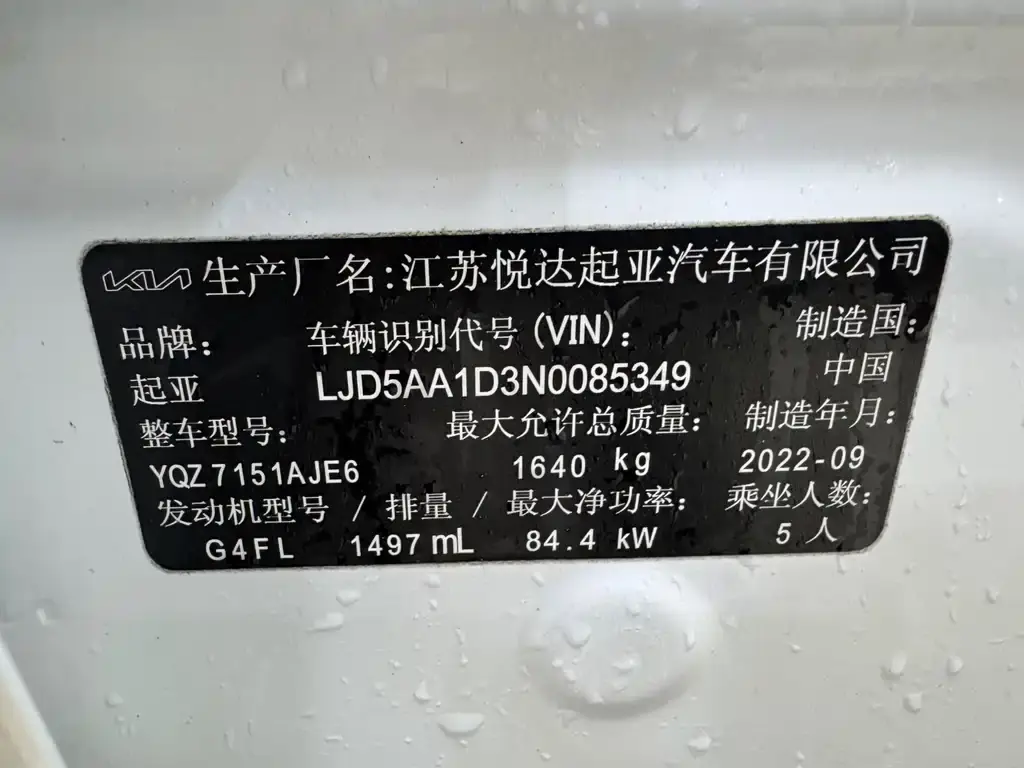 KIA 生产厂名:江苏悦达起亚汽车有限公司
品牌: 车辆识别代号(VIN): 制造国:
起亚 LJD5AA1D3N0085349 中国
整车型号: 最大允许总质量: 制造年月:
YQZ7151AJE6 1640 kg 2022-09
发动机型号 / 排量 / 最大净功率: 乘坐人数:
G4FL 1497mL 84.4 kW 5人